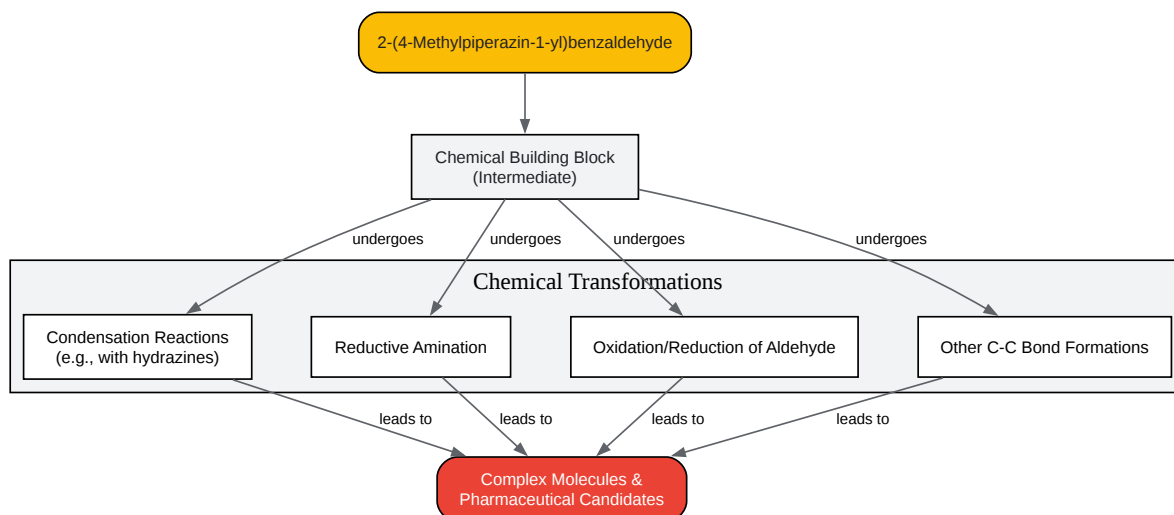 2-(4-Methylpiperazin-1-yl)benzaldehyde
Chemical Building Block
(Intermediate)
undergoes
undergoes
undergoes
undergoes
Chemical Transformations
Condensation Reactions
(e.g., with hydrazines)
Reductive Amination
Oxidation/Reduction of Aldehyde
Other C-C Bond Formations
leads to
leads to
leads to
leads to
Complex Molecules &
Pharmaceutical Candidates